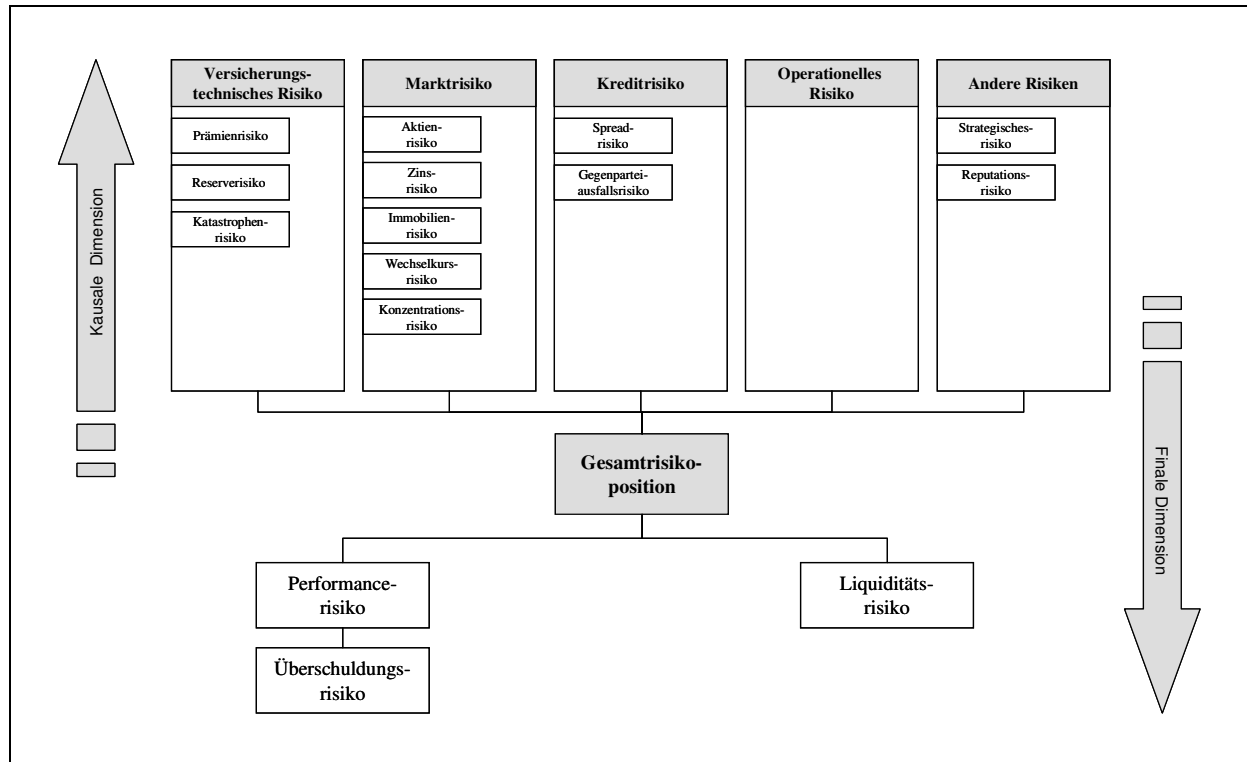 Versicherungs-
technisches Risiko
Prämienrisiko
Reserverisiko
Katastrophen-
risiko
Marktrisiko
Aktien-
risiko
Zins-
risiko
Immobilien-
risiko
Wechselkurs-
risiko
Konzentrations-
risiko
Kreditrisiko
Spread-
risiko
Gegenpartei-
ausfallsrisiko
Operationelles
Risiko
Andere Risiken
Strategisches-
risiko
Reputations-
risiko
Kausale Dimension
Gesamtrisiko-
position
Performance-
risiko
Überschuldungs-
risiko
Liquiditäts-
risiko
Finale Dimension